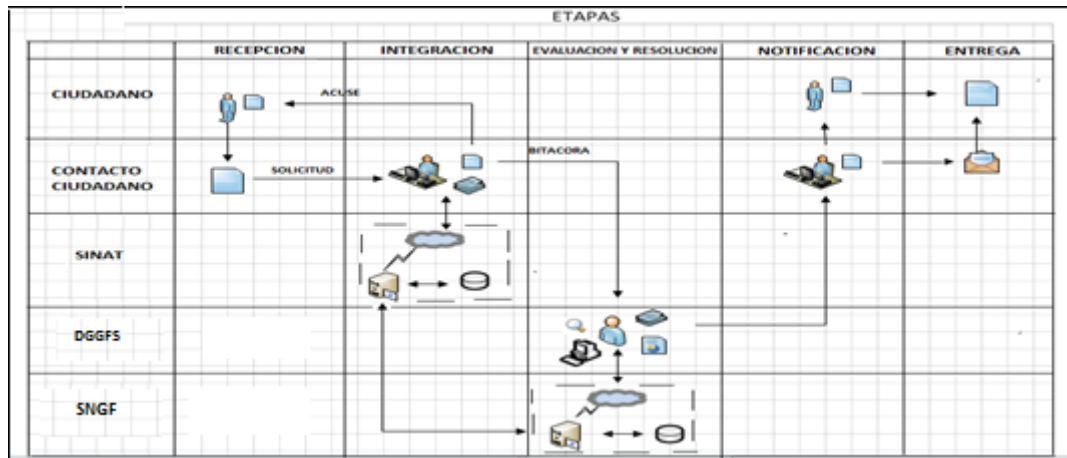 ETAPAS
RECEPCION INTEGRACION EVALUACION Y RESOLUCION NOTIFICACION ENTREGA
CIUDADANO
ACUSE
CONTACTO
CIUDADANO
SOLICITUD
BITACORA
SINAT
DGGFS
SNGF